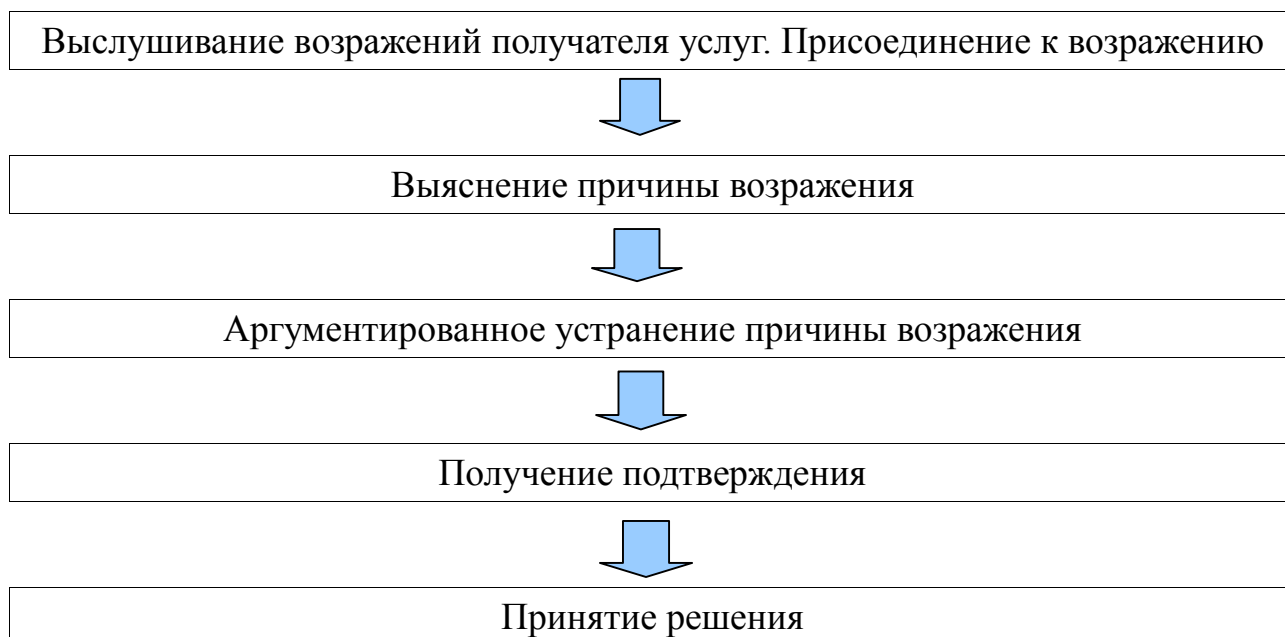 Выслушивание возражений получателя услуг. Присоединение к возражению
Выяснение причины возражения
Аргументированное устранение причины возражения
Получение подтверждения
Принятие решения